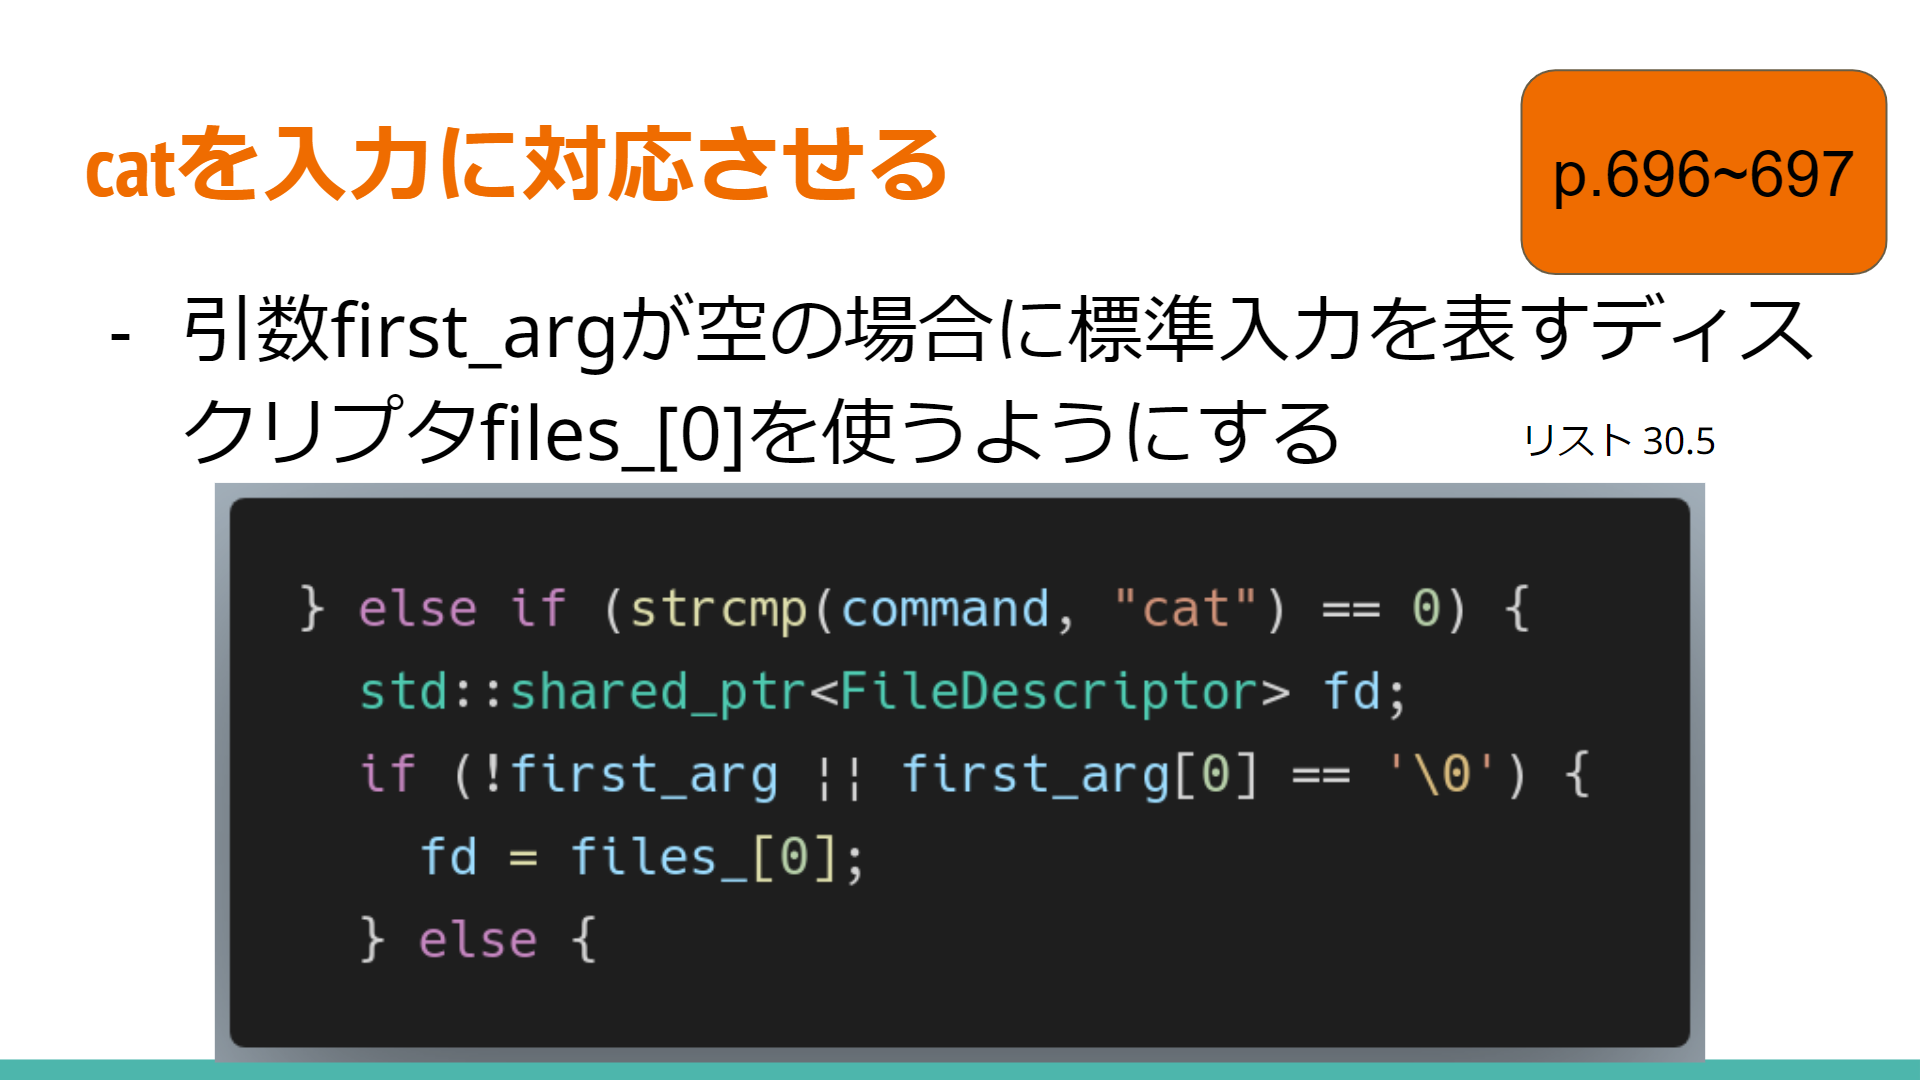 catを入力に対応させる
p.696~697
- 引数first_argが空の場合に標準入力を表すディス
クリプタfiles_[0]を使うようにする
リスト 30.5
} else if (strcmp(command, "cat") == 0) {
std::shared_ptr<FileDescriptor> fd;
if (!first_arg || first_arg[0] == '\0') {
fd = files_[0];
} else {